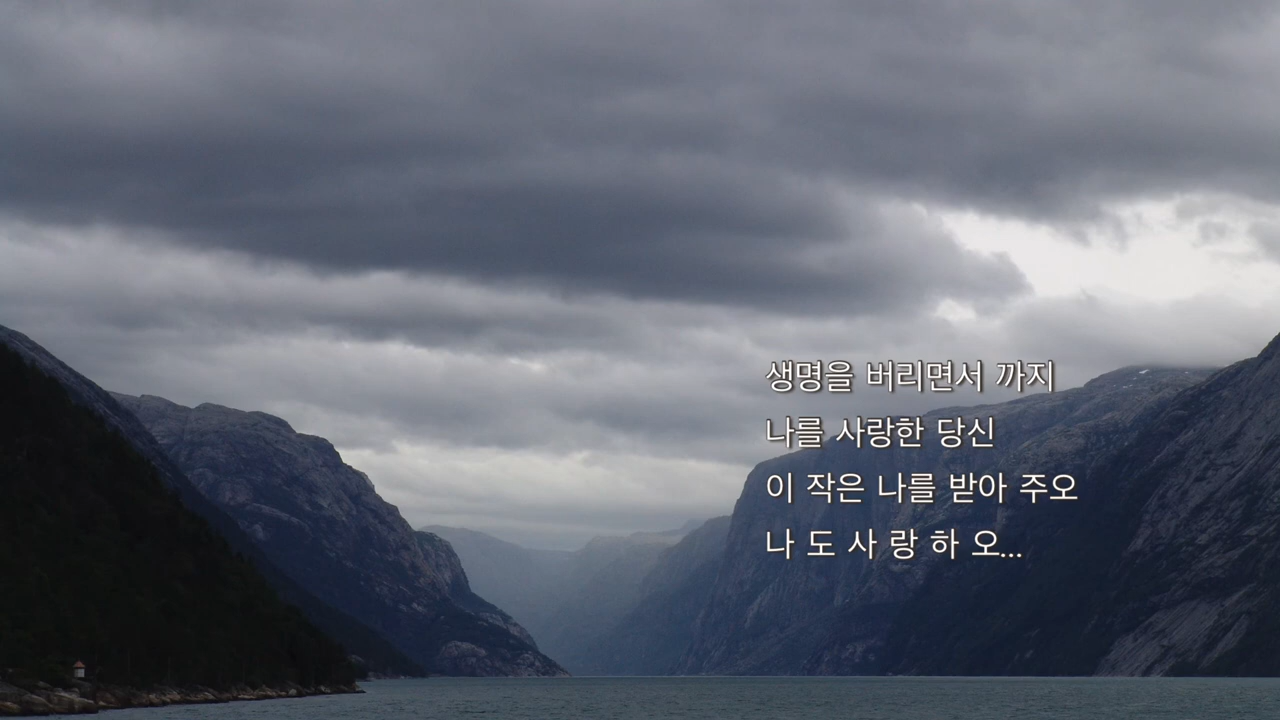 생명을 버리면서 까지
나를 사랑한 당신
이 작은 나를 받아 주오
나 도 사 랑 하 오...